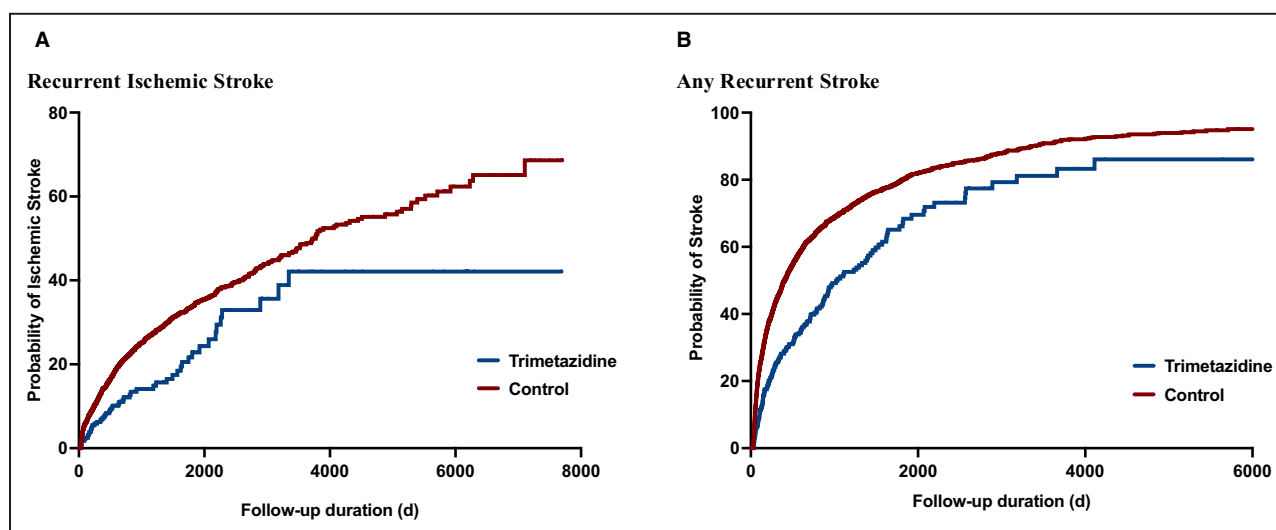 A
Recurrent Ischemic Stroke
Probability of Ischemic Stroke
80
60
40
20
0
0 2000 4000 6000 8000
Follow-up duration (d)
Trimetazidine
Control
B
Any Recurrent Stroke
Probability of Stroke
100
80
60
40
20
0
0 2000 4000 6000
Follow-up duration (d)
Trimetazidine
Control